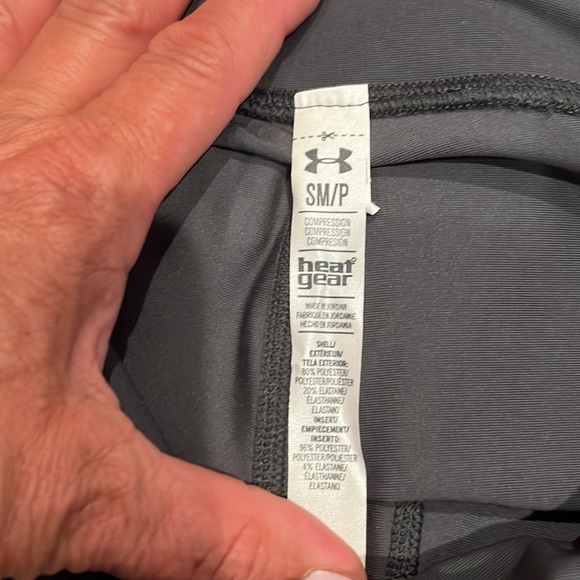 SM/P
COMPRESSION
COMPRESSION
COMPRESIÓN
heat
gear
MADE IN JORDAN
FABRIQUÉ EN JORDANIE
HECHO EN JORDANIA
SHELL/
EXTÉRIEUR/
TELA EXTERIOR:
80% POLYESTER/
POLYESTER/POLIÉSTER
20% ELASTANE/
ÉLASTHANNE/
ELASTANO
INSERT/
EMPIECEMENT/
INSERTO:
96% POLYESTER/
POLYESTER/POLIÉSTER
4% ELASTANE/
ÉLASTHANNE/
ELASTANO